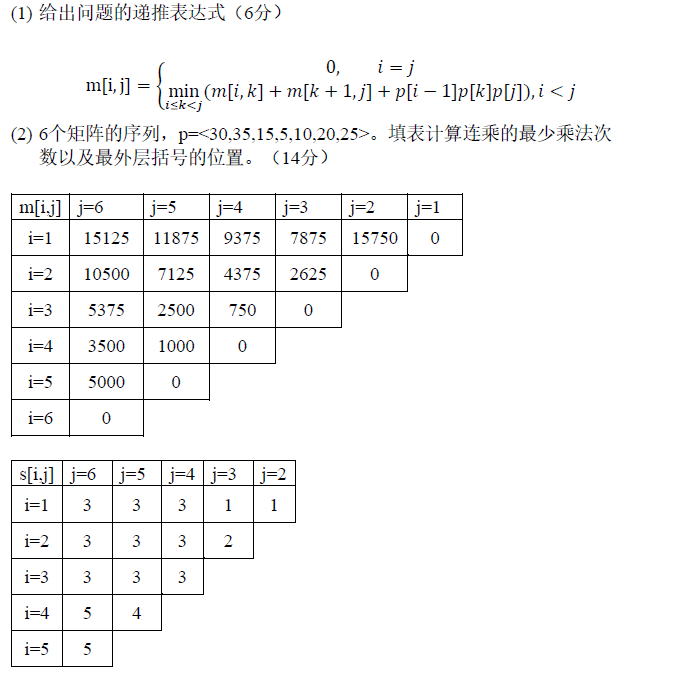 (1) 给出问题的递推表达式（6分）
m[i,j] = { 0, i = j
min i≤k<j (m[i,k] + m[k+1,j] + p[i−1]p[k]p[j]), i < j
(2) 6个矩阵的序列，p=<30,35,15,5,10,20,25>。填表计算连乘的最少乘法次
数以及最外层括号的位置。（14分）
m[i,j] j=6 j=5 j=4 j=3 j=2 j=1
i=1 15125 11875 9375 7875 15750 0
i=2 10500 7125 4375 2625 0
i=3 5375 2500 750 0
i=4 3500 1000 0
i=5 5000 0
i=6 0
s[i,j] j=6 j=5 j=4 j=3 j=2
i=1 3 3 3 1 1
i=2 3 3 3 2
i=3 3 3 3
i=4 5 4
i=5 5